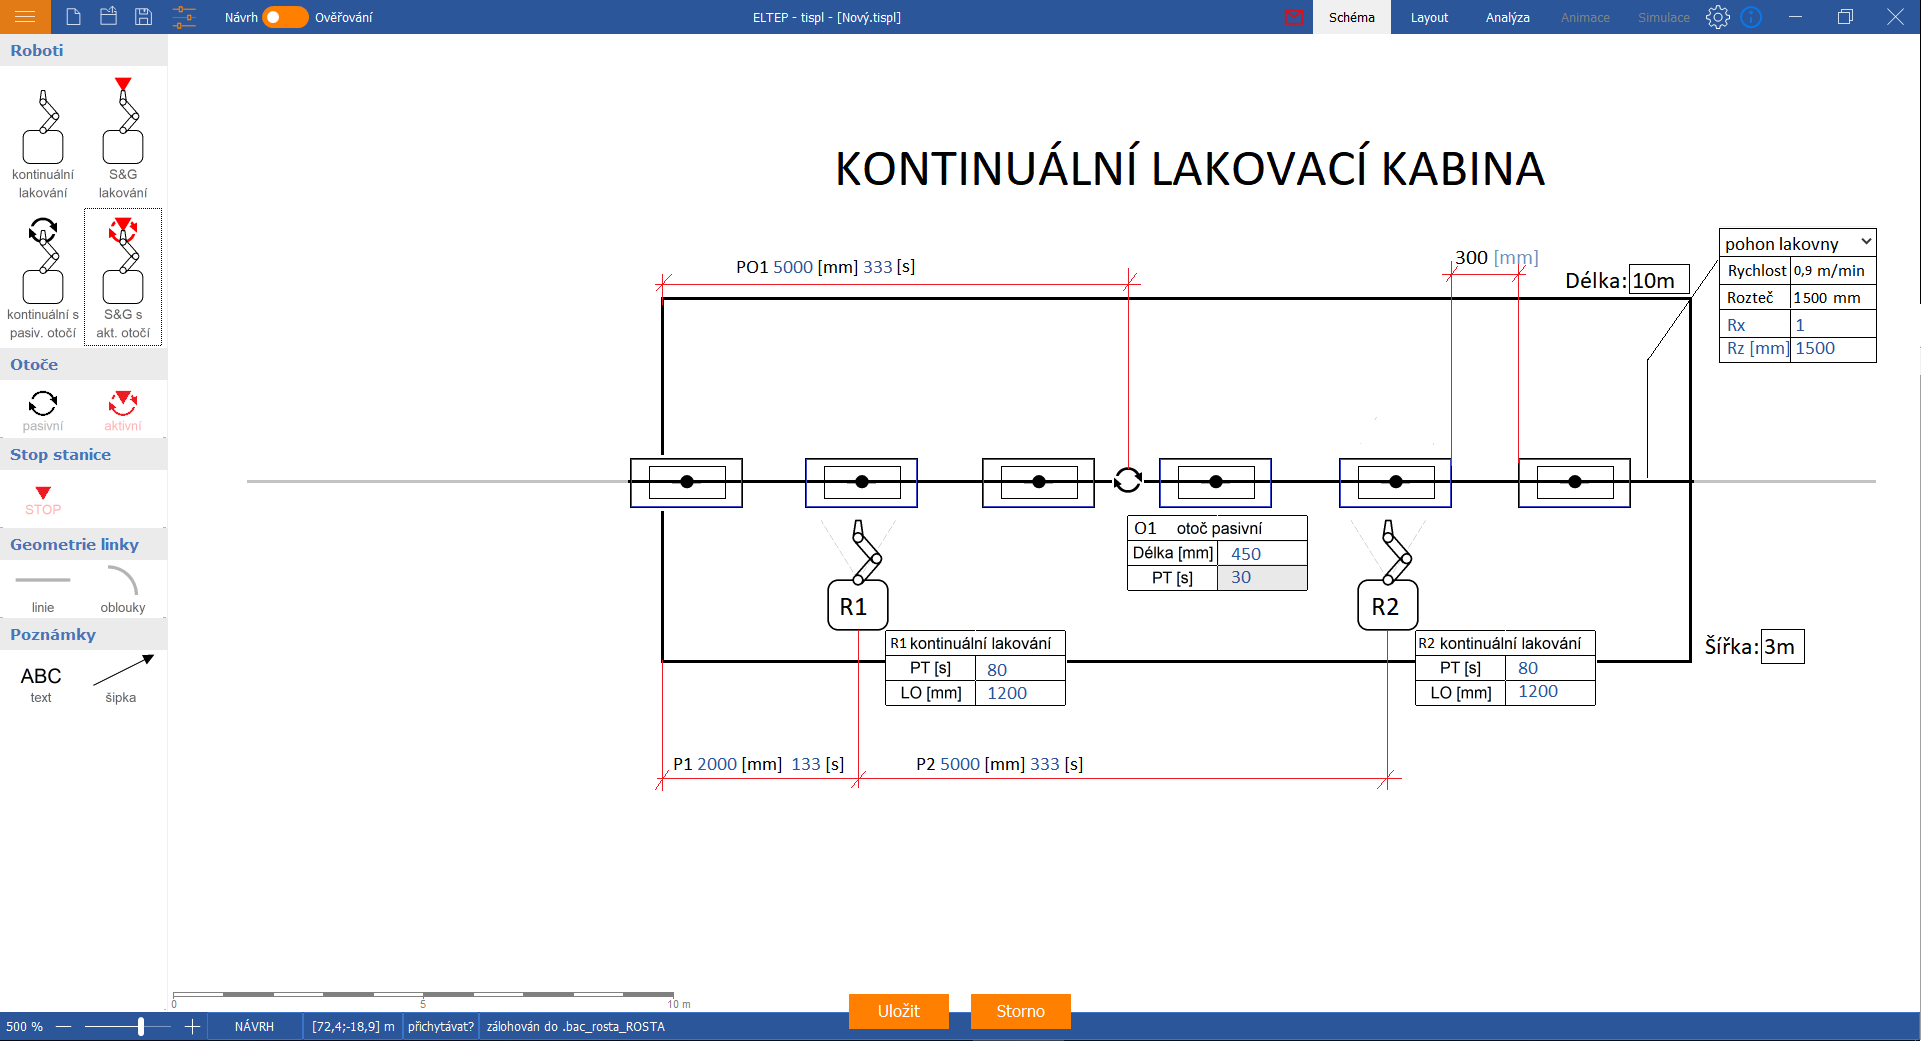 Návrh Ověřování ELTEP - tispl - [Nový.tispl] Schéma Layout Analýza Animace Simulace
Roboti
kontinuální
lakování
S&G
lakování
kontinuální s
pasiv. otočí
S&G s
akt. otočí
Otoče
pasivní
aktivní
Stop stanice
STOP
Geometrie linky
linie
oblouky
Poznámky
ABC
text
šipka
KONTINUÁLNÍ LAKOVACÍ KABINA
PO1 5000 [mm] 333 [s]
300 [mm]
Délka: 10m
pohon lakovny
Rychlost 0,9 m/min
Rozteč 1500 mm
Rx 1
Rz [mm] 1500
O1 otoč pasivní
Délka [mm] 450
PT [s] 30
R1
R1 kontinuální lakování
PT [s] 80
LO [mm] 1200
R2
R2 kontinuální lakování
PT [s] 80
LO [mm] 1200
Šířka: 3m
P1 2000 [mm] 133 [s]
P2 5000 [mm] 333 [s]
0 5 10 m
Uložit
Storno
500 % NÁVRH [72,4;-18,9] m přichytávat? zálohován do .bac_rosta_ROSTA